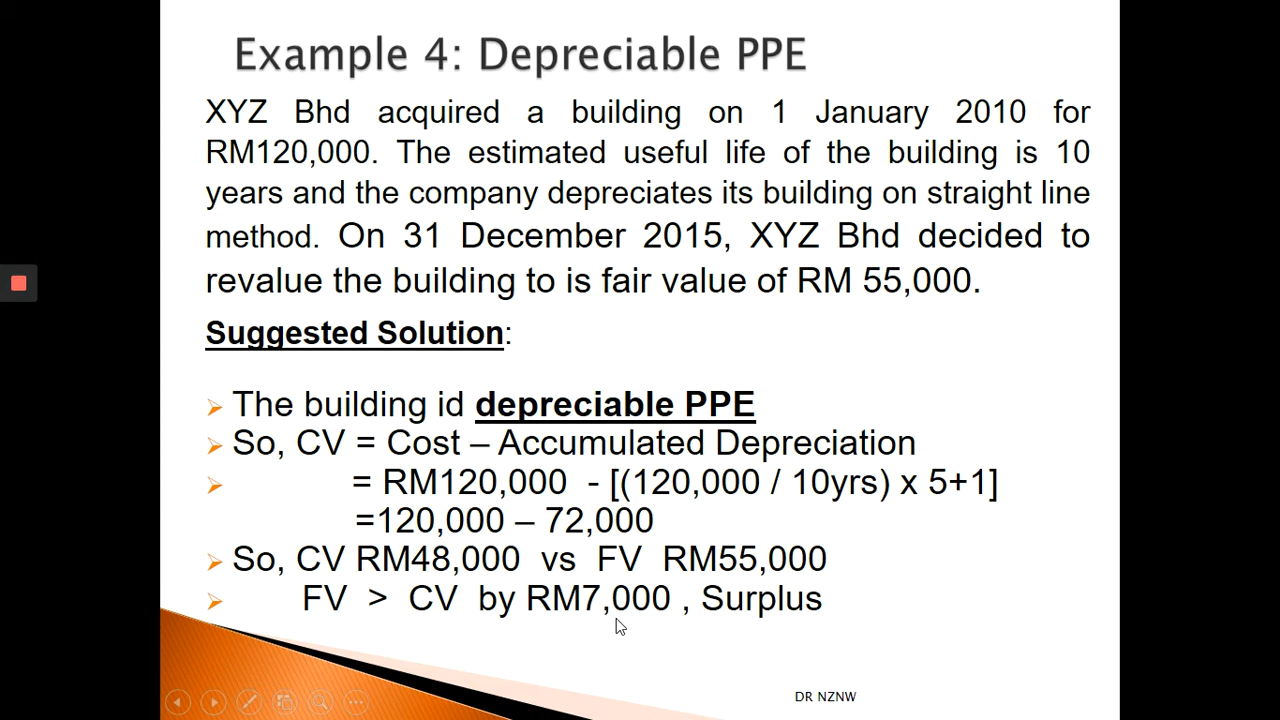 Example 4: Depreciable PPE
XYZ Bhd acquired a building on 1 January 2010 for
RM120,000. The estimated useful life of the building is 10
years and the company depreciates its building on straight line
method. On 31 December 2015, XYZ Bhd decided to
revalue the building to is fair value of RM 55,000.
Suggested Solution:
The building id depreciable PPE
So, CV = Cost – Accumulated Depreciation
= RM120,000 - [(120,000 / 10yrs) x 5+1]
=120,000 – 72,000
So, CV RM48,000 vs FV RM55,000
FV > CV by RM7,000 , Surplus
DR NZNW